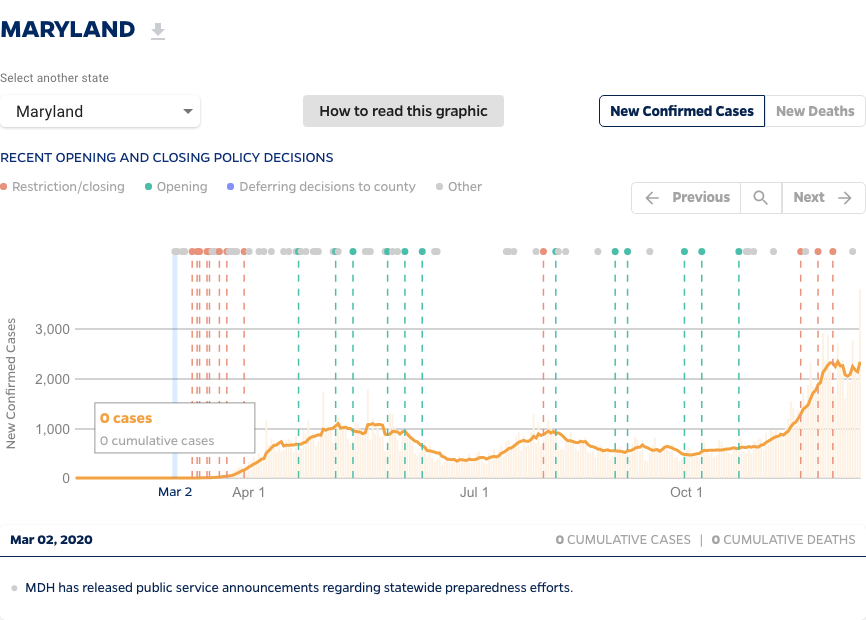 MARYLAND
Select another state
Maryland
How to read this graphic
New Confirmed Cases
New Deaths
RECENT OPENING AND CLOSING POLICY DECISIONS
Restriction/closing
Opening
Deferring decisions to county
Other
Previous
Next
New Confirmed Cases
3,000
2,000
1,000
0
0 cases
0 cumulative cases
Mar 2
Apr 1
Jul 1
Oct 1
Mar 02, 2020
0 CUMULATIVE CASES | 0 CUMULATIVE DEATHS
MDH has released public service announcements regarding statewide preparedness efforts.